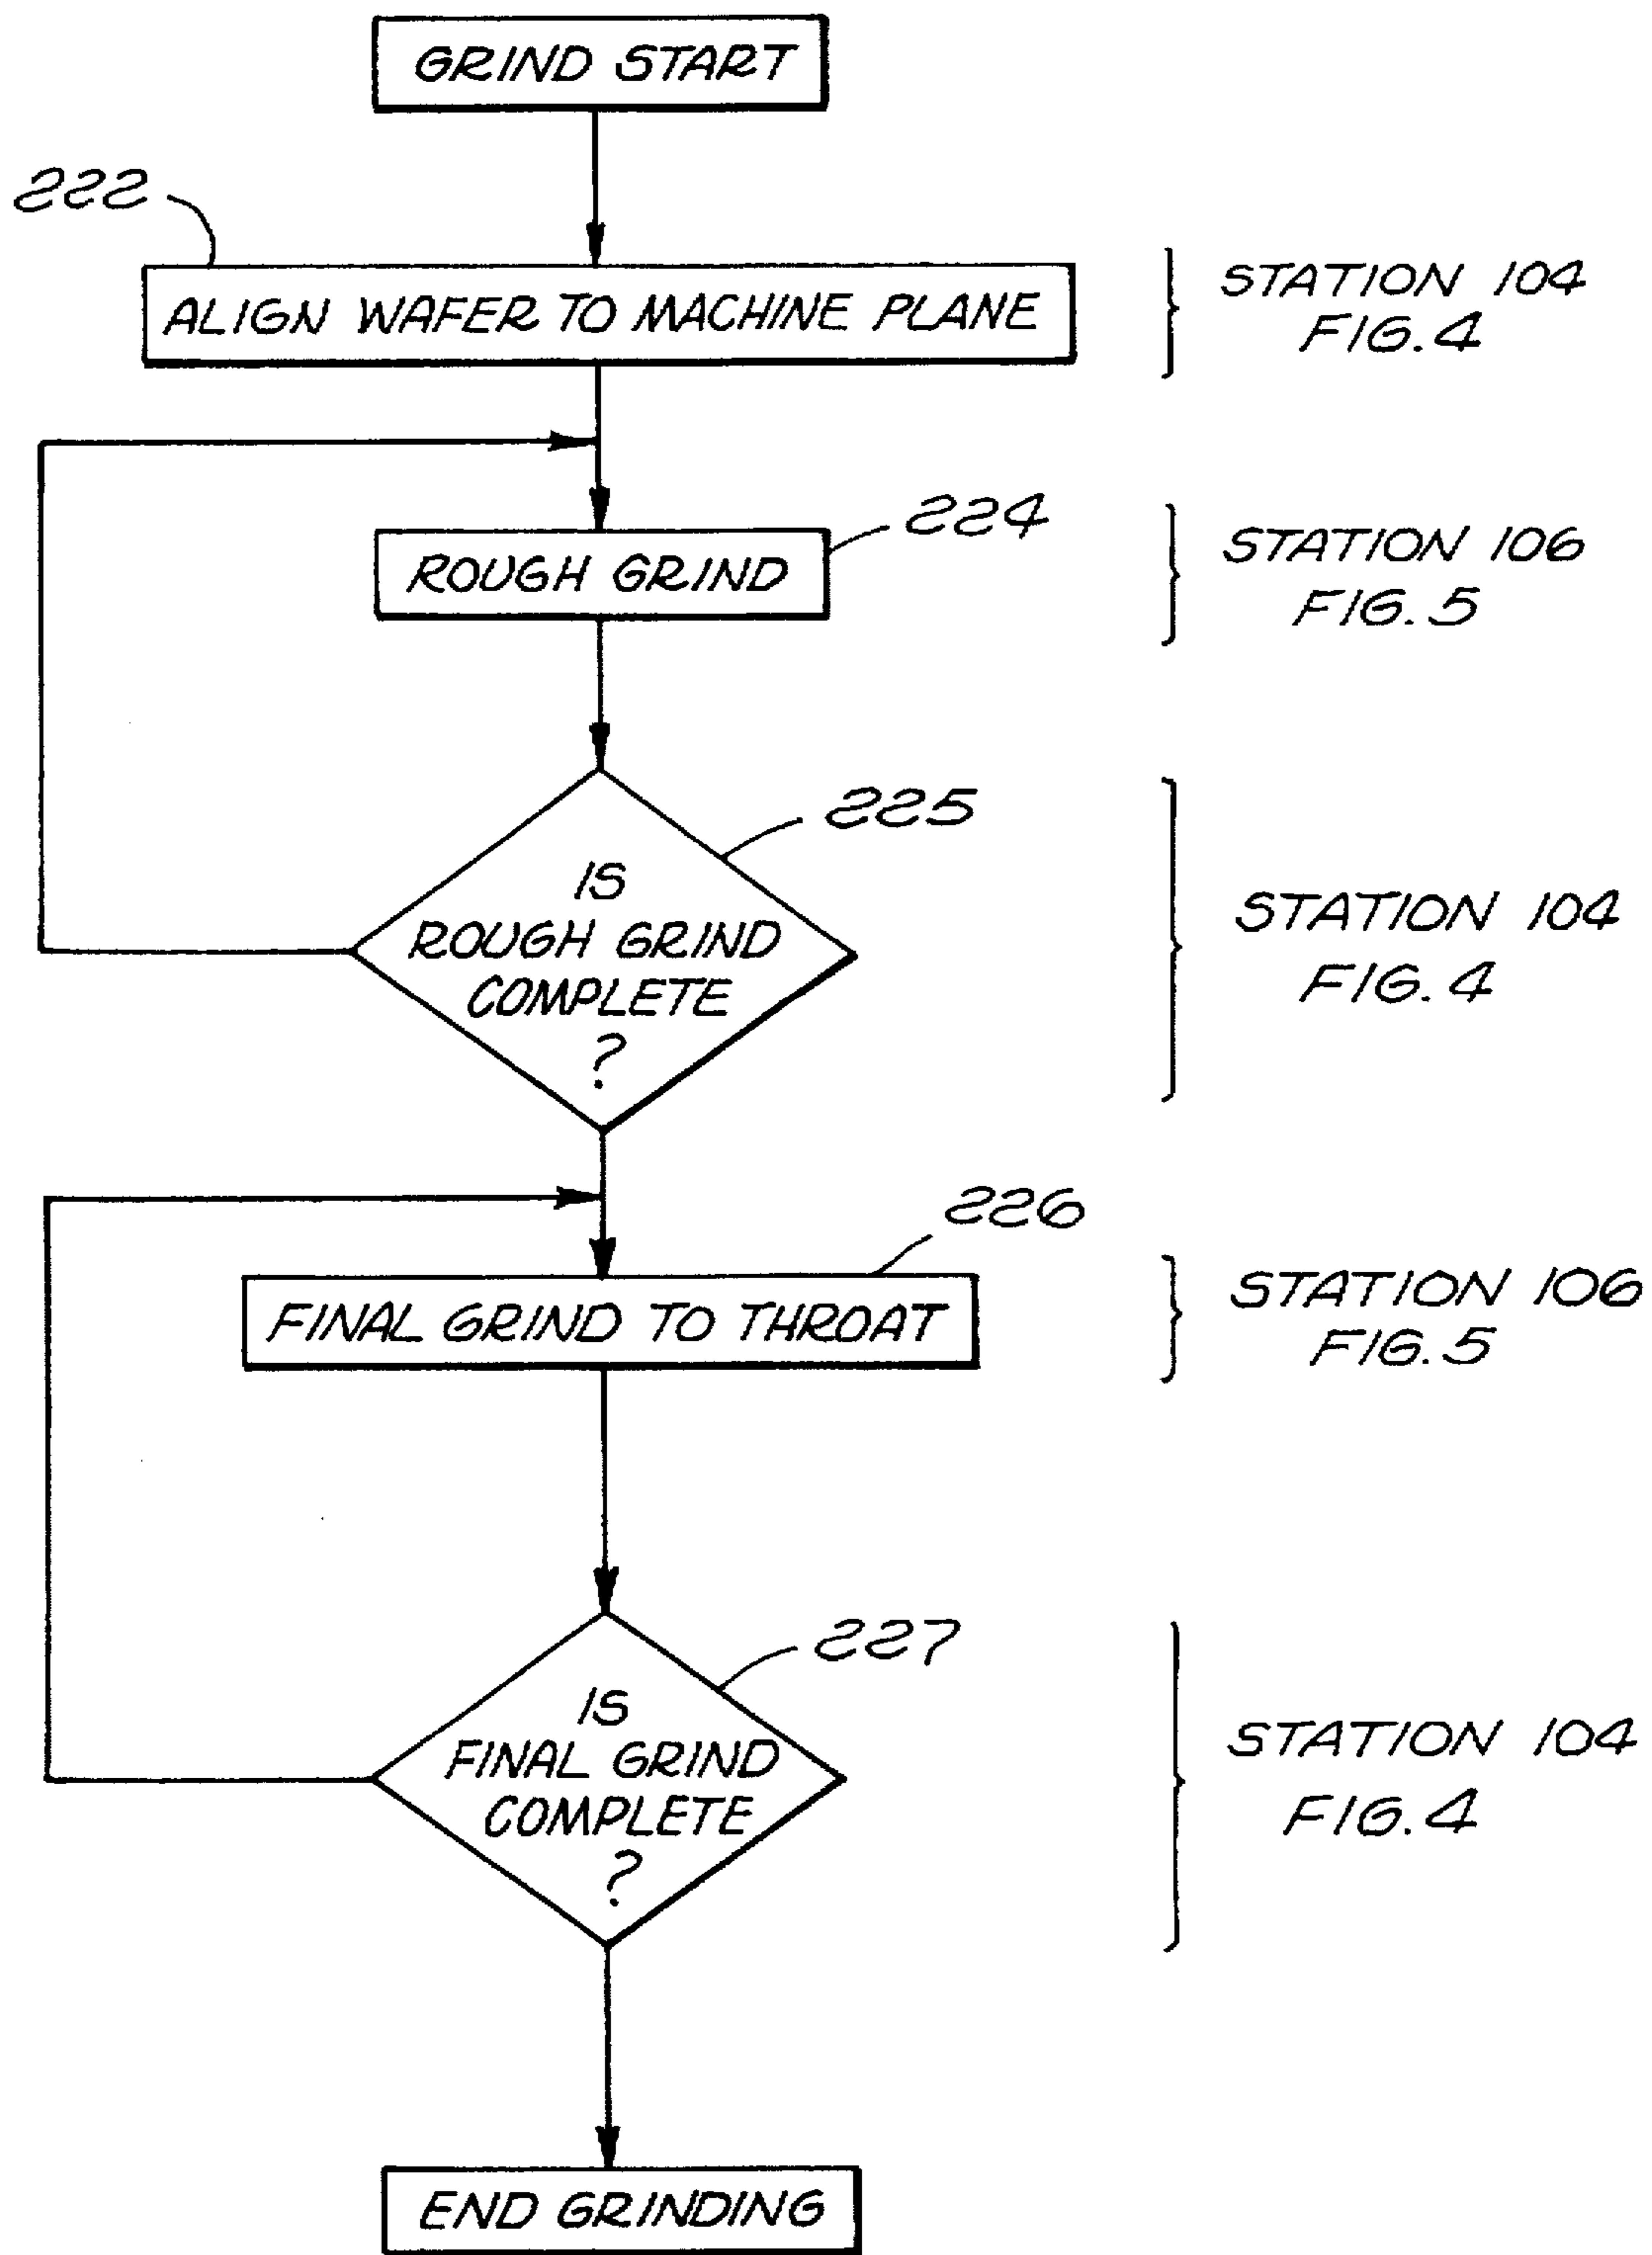 GRIND START
222
ALIGN WAFER TO MACHINE PLANE
STATION 104
FIG. 4
224
ROUGH GRIND
STATION 106
FIG. 5
225
IS
ROUGH GRIND
COMPLETE
?
STATION 104
FIG. 4
226
FINAL GRIND TO THROAT
STATION 106
FIG. 5
227
IS
FINAL GRIND
COMPLETE
?
STATION 104
FIG. 4
END GRINDING